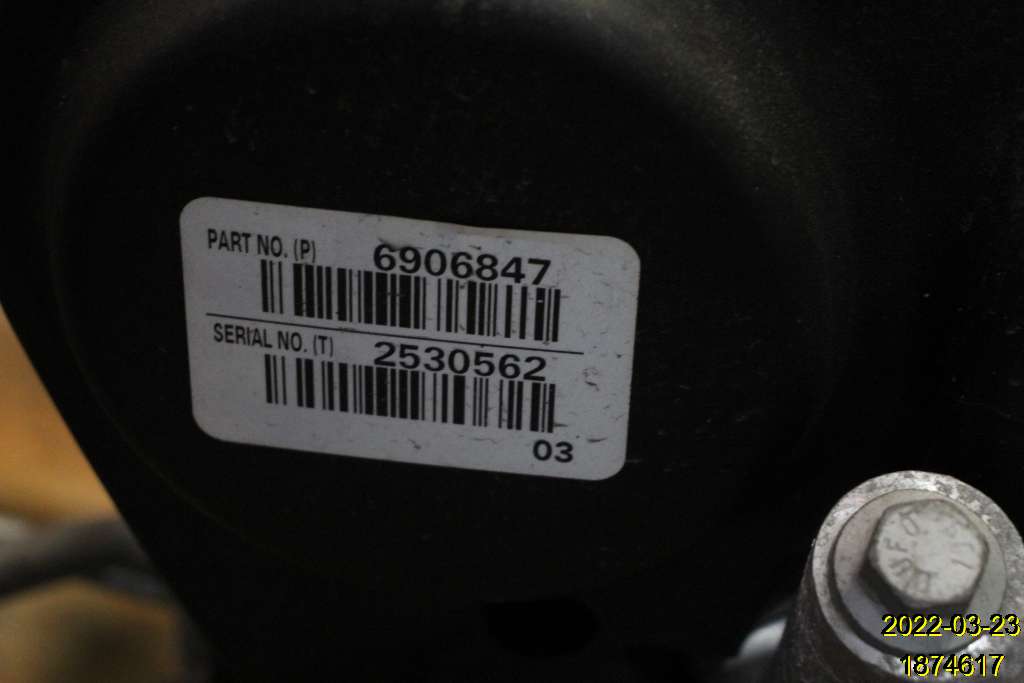 PART NO. (P) 6906847
SERIAL NO. (T) 2530562
03
2022-03-23
1874617